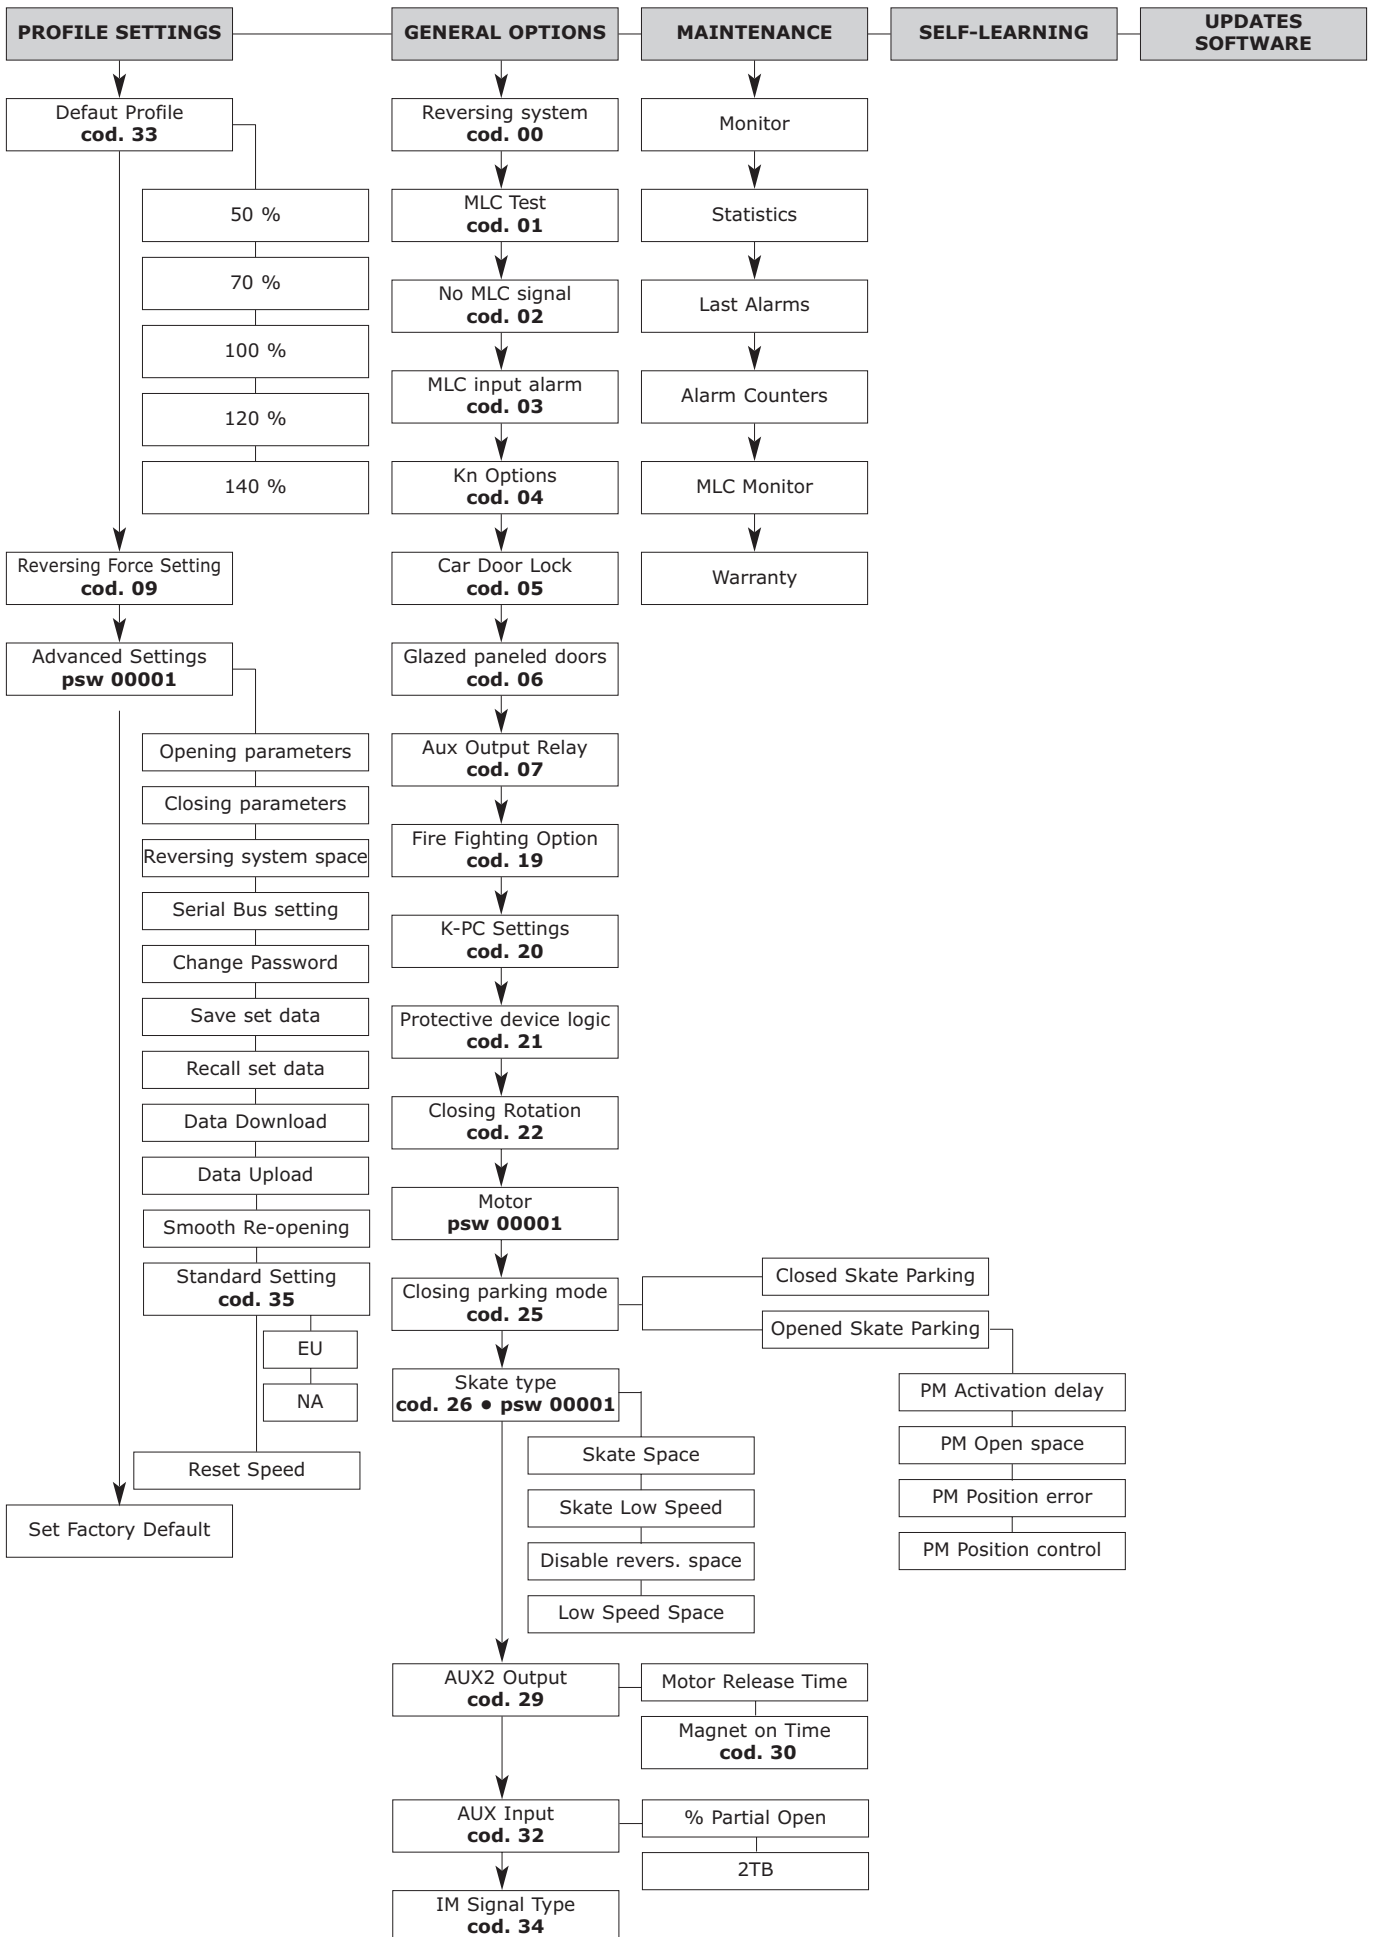 PROFILE SETTINGS
GENERAL OPTIONS
MAINTENANCE
SELF-LEARNING
UPDATES
SOFTWARE
Defaut Profile
cod. 33
50 %
70 %
100 %
120 %
140 %
Reversing Force Setting
cod. 09
Advanced Settings
psw 00001
Opening parameters
Closing parameters
Reversing system space
Serial Bus setting
Change Password
Save set data
Recall set data
Data Download
Data Upload
Smooth Re-opening
Standard Setting
cod. 35
EU
NA
Reset Speed
Set Factory Default
Reversing system
cod. 00
MLC Test
cod. 01
No MLC signal
cod. 02
MLC input alarm
cod. 03
Kn Options
cod. 04
Car Door Lock
cod. 05
Glazed paneled doors
cod. 06
Aux Output Relay
cod. 07
Fire Fighting Option
cod. 19
K-PC Settings
cod. 20
Protective device logic
cod. 21
Closing Rotation
cod. 22
Motor
psw 00001
Closing parking mode
cod. 25
Closed Skate Parking
Opened Skate Parking
PM Activation delay
PM Open space
PM Position error
PM Position control
Skate type
cod. 26 • psw 00001
Skate Space
Skate Low Speed
Disable revers. space
Low Speed Space
AUX2 Output
cod. 29
Motor Release Time
Magnet on Time
cod. 30
AUX Input
cod. 32
% Partial Open
2TB
IM Signal Type
cod. 34
Monitor
Statistics
Last Alarms
Alarm Counters
MLC Monitor
Warranty